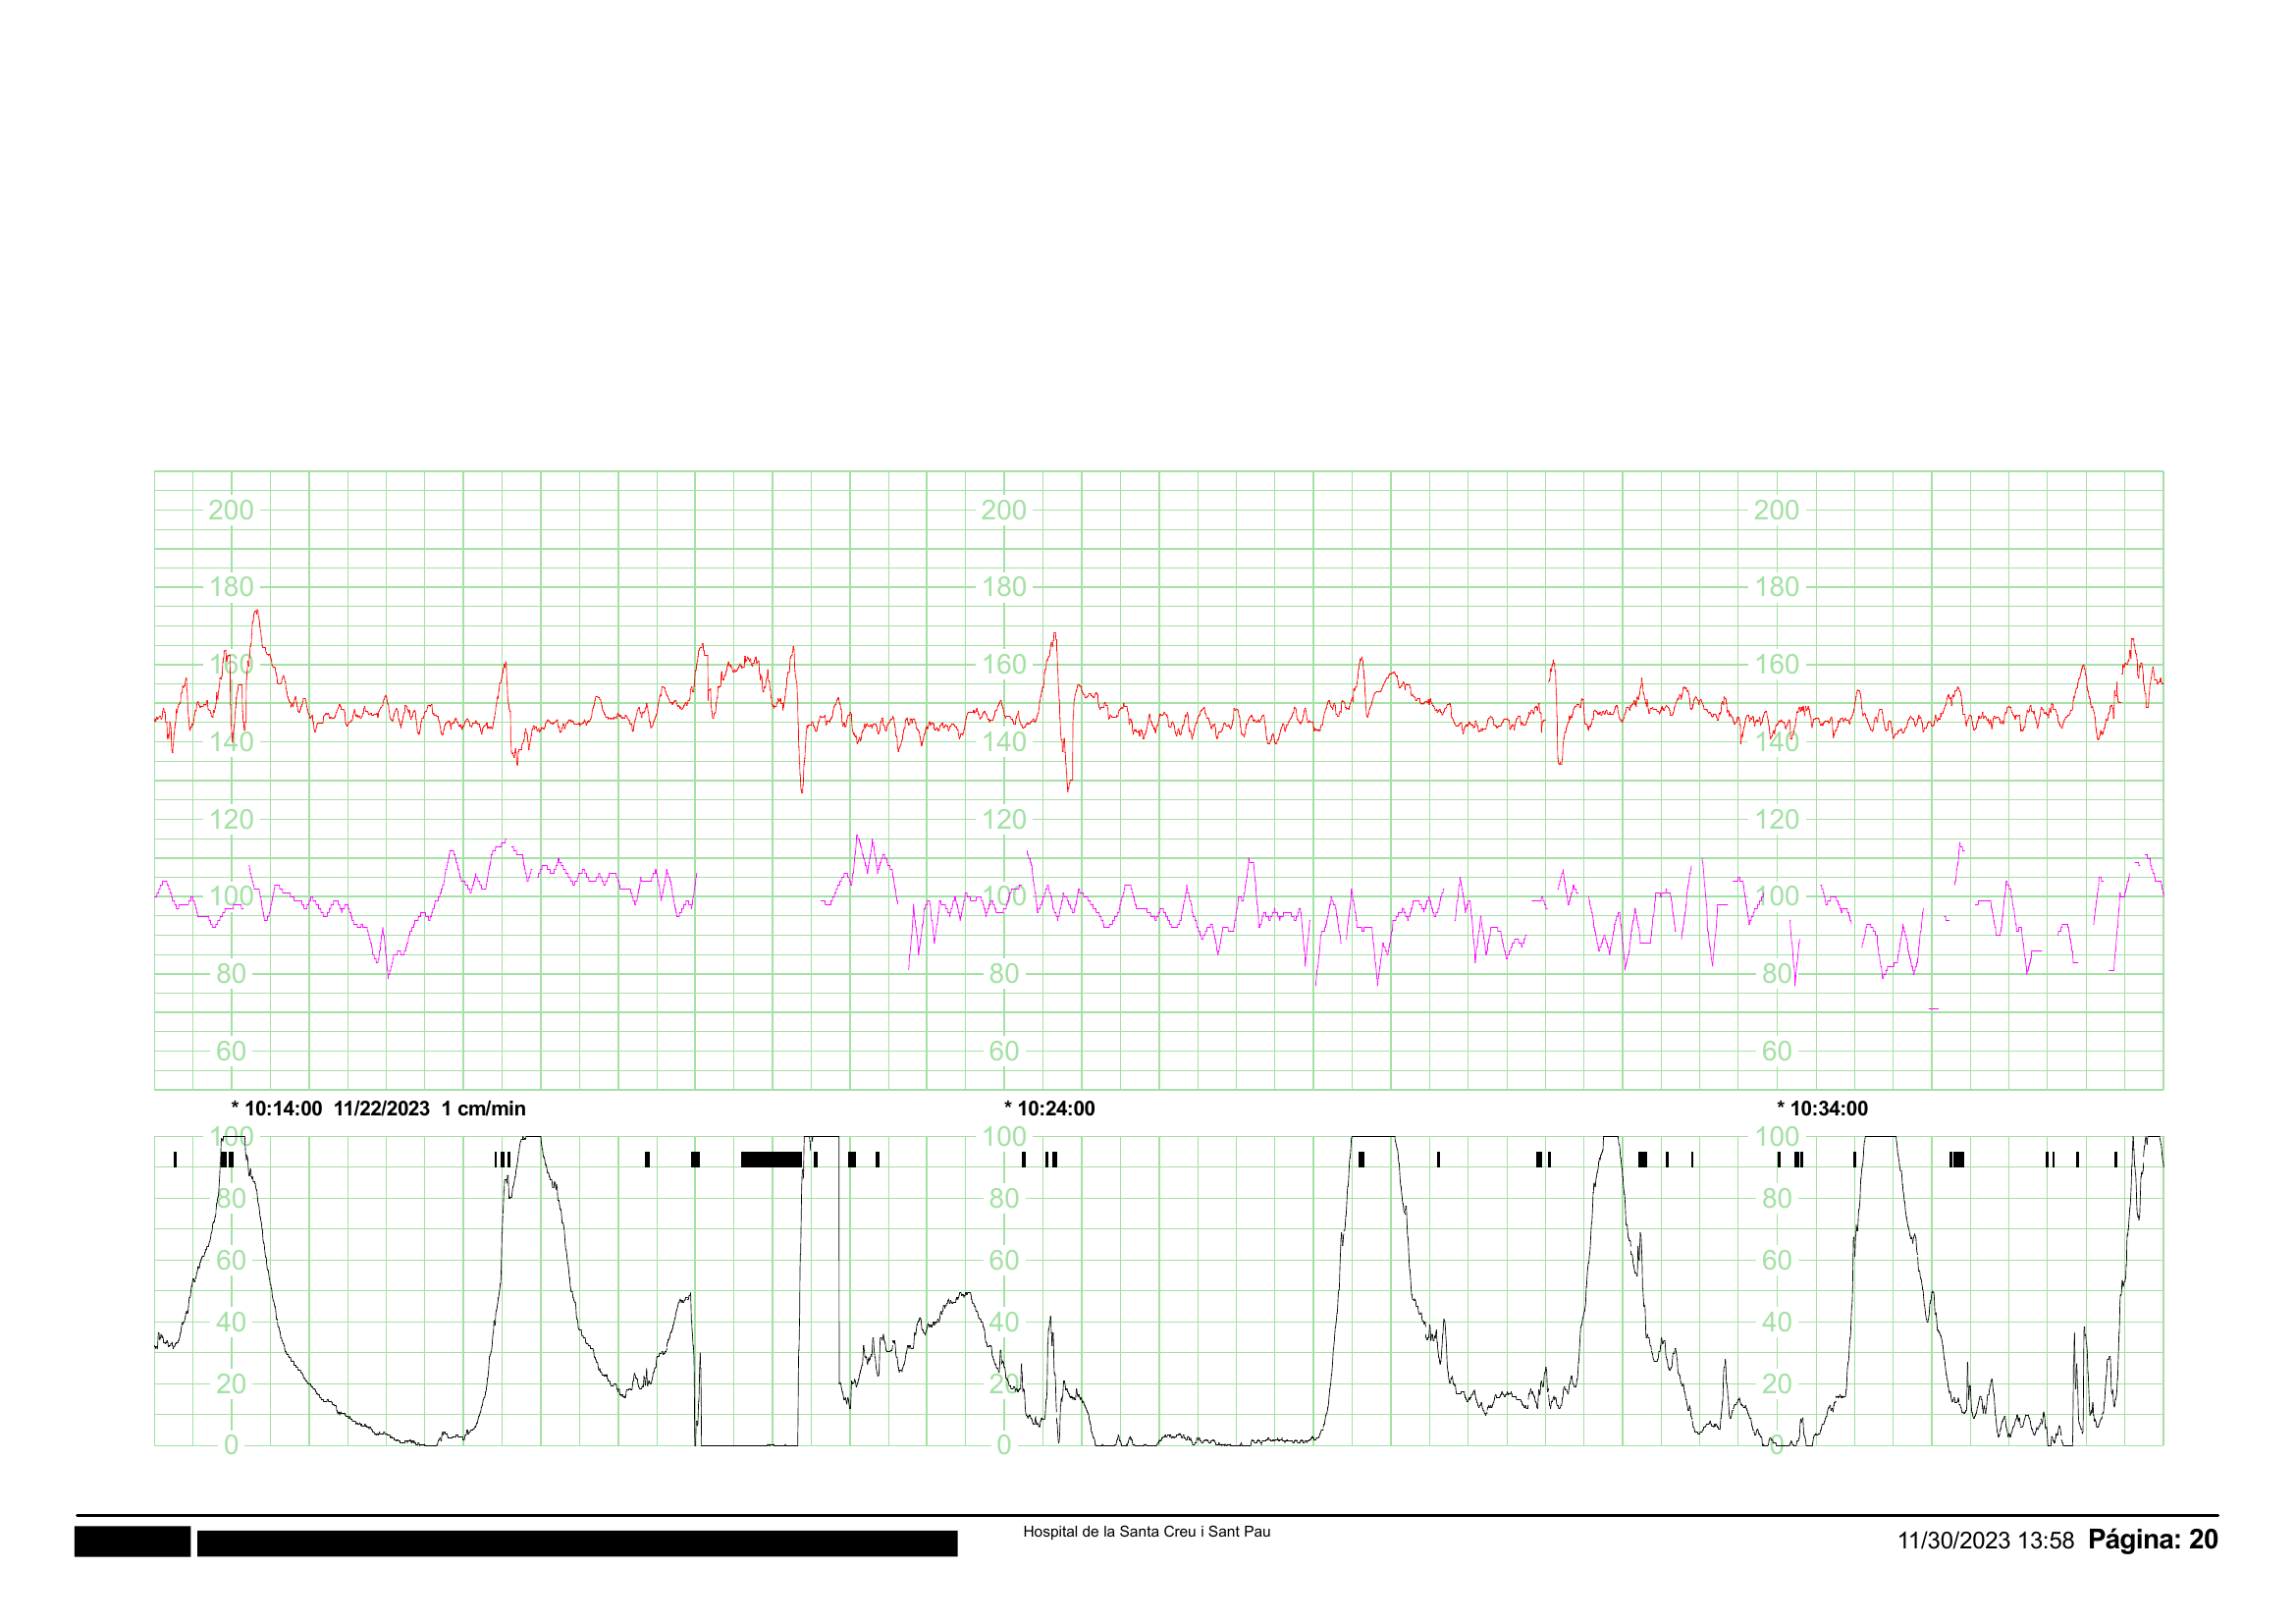 200 200 200
180 180 180
160 160 160
140 140 140
120 120 120
100 100 100
80 80 80
60 60 60
* 10:14:00 11/22/2023 1 cm/min * 10:24:00 * 10:34:00
100 100 100
80 80 80
60 60 60
40 40 40
20 20 20
0 0 0
Hospital de la Santa Creu i Sant Pau 11/30/2023 13:58 Página: 20